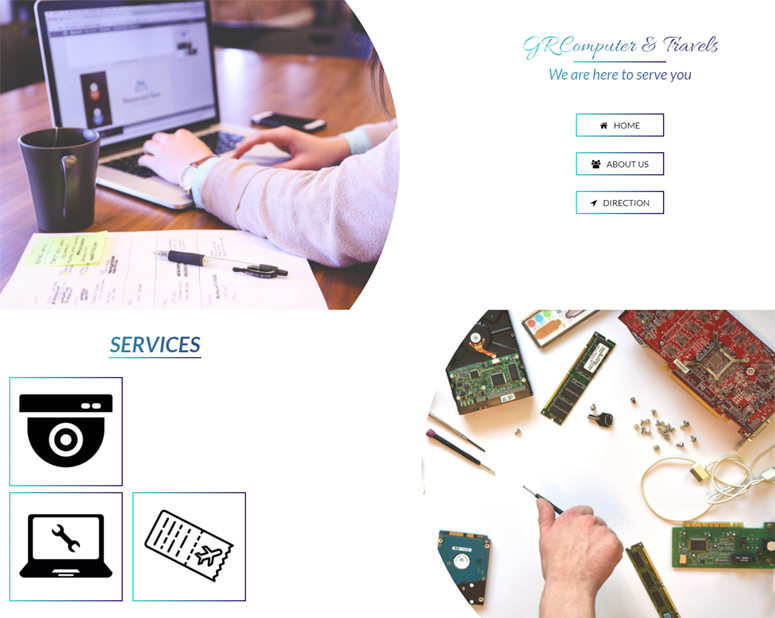 GRComputer & Travels
We are here to serve you
HOME
ABOUT US
DIRECTION
SERVICES